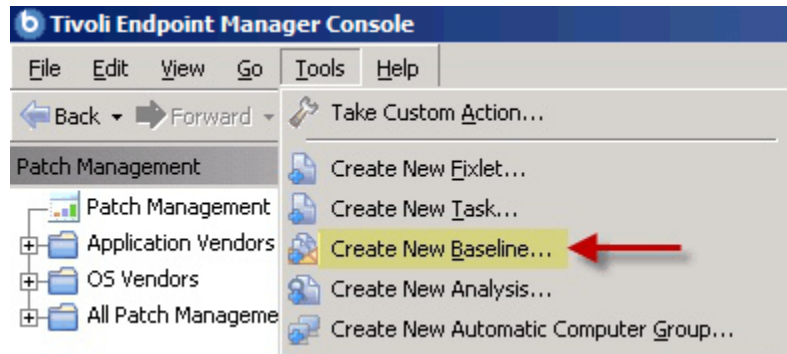 Tivoli Endpoint Manager Console
File Edit View Go Tools Help
Back Forward
Take Custom Action...
Patch Management
Create New Fixlet...
Patch Management
Create New Task...
Application Vendors
Create New Baseline...
OS Vendors
Create New Analysis...
All Patch Manageme
Create New Automatic Computer Group...